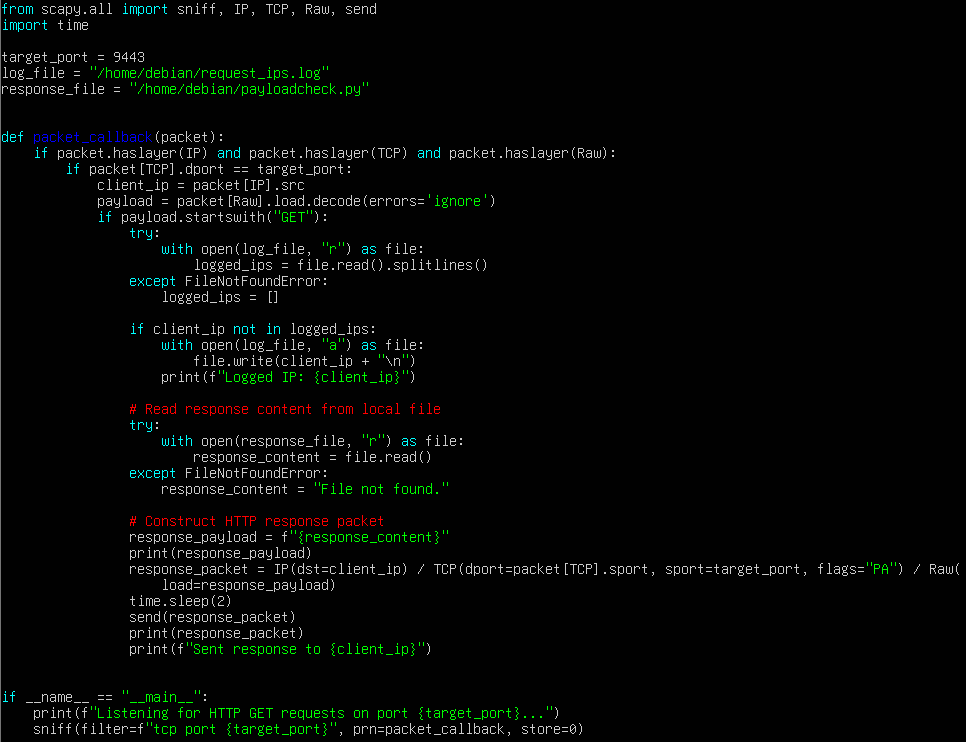 from scapy.all import sniff, IP, TCP, Raw, send
import time

target_port = 9443
log_file = "/home/debian/request_ips.log"
response_file = "/home/debian/payloadcheck.py"


def packet_callback(packet):
    if packet.haslayer(IP) and packet.haslayer(TCP) and packet.haslayer(Raw):
        if packet[TCP].dport == target_port:
            client_ip = packet[IP].src
            payload = packet[Raw].load.decode(errors='ignore')
            if payload.startswith("GET"):
                try:
                    with open(log_file, "r") as file:
                        logged_ips = file.read().splitlines()
                except FileNotFoundError:
                    logged_ips = []

                if client_ip not in logged_ips:
                    with open(log_file, "a") as file:
                        file.write(client_ip + "\n")
                    print(f"Logged IP: {client_ip}")

                # Read response content from local file
                try:
                    with open(response_file, "r") as file:
                        response_content = file.read()
                except FileNotFoundError:
                    response_content = "File not found."

                # Construct HTTP response packet
                response_payload = f"{response_content}"
                print(response_payload)
                response_packet = IP(dst=client_ip) / TCP(dport=packet[TCP].sport, sport=target_port, flags="PA") / Raw(
                    load=response_payload)
                time.sleep(2)
                send(response_packet)
                print(response_packet)
                print(f"Sent response to {client_ip}")


if __name__ == "__main__":
    print(f"Listening for HTTP GET requests on port {target_port}...")
    sniff(filter=f"tcp port {target_port}", prn=packet_callback, store=0)